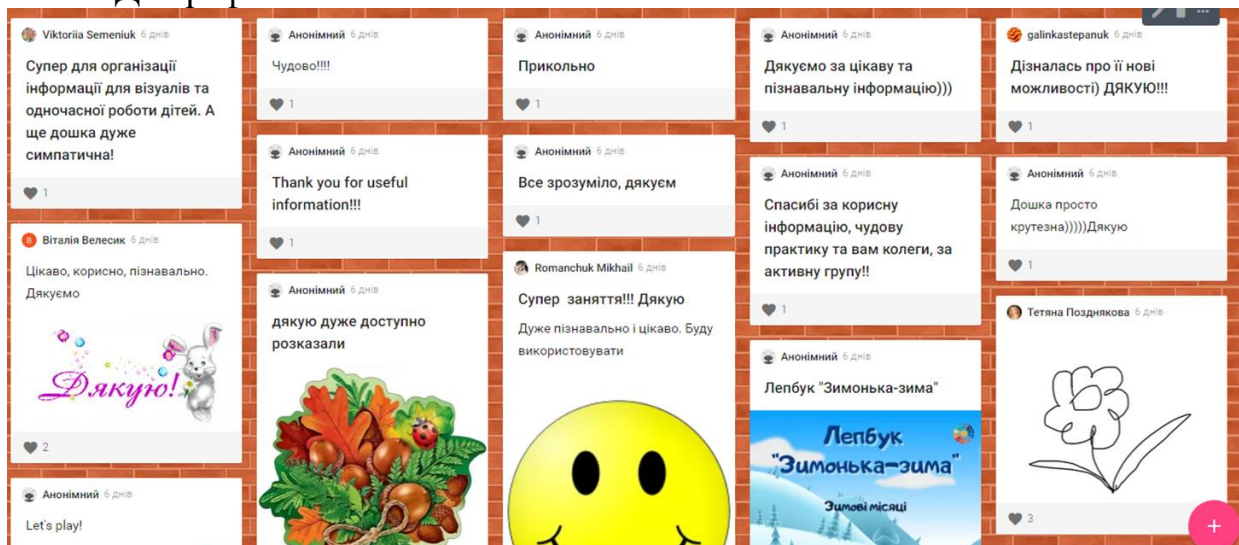 Viktoriia Semeniuk 6 днів
Супер для організації
інформації для візуалів та
одночасної роботи дітей. А
ще дошка дуже
симпатична!
1
Віталія Велесик 6 днів
Цікаво, корисно, пізнавально.
Дякуємо
Дякую!
2
Анонімний 6 днів
Let's play!
Анонімний 6 днів
Чудово!!!!
1
Анонімний 6 днів
Thank you for useful
information!!!
1
Анонімний 6 днів
дякую дуже доступно
розказали
Анонімний 6 днів
Прикольно
1
Анонімний 6 днів
Все зрозуміло, дякуєм
1
Romanchuk Mikhail 6 днів
Супер заняття!!! Дякую
Дуже пізнавально і цікаво. Буду
використовувати
Анонімний 6 днів
Дякуємо за цікаву та
пізнавальну інформацію)))
1
Анонімний 6 днів
Спасибі за корисну
інформацію, чудову
практику та вам колеги, за
активну групу!!
1
Анонімний 6 днів
Лепбук "Зимонька-зима"
Лепбук
"Зимонька-зима"
Зимові місяці
galinkastepanuk 6 днів
Дізналась про її нові
можливості) ДЯКУЮ!!!
1
Анонімний 6 днів
Дошка просто
крутезна)))))Дякую
1
Тетяна Позднякова 6 днів
3